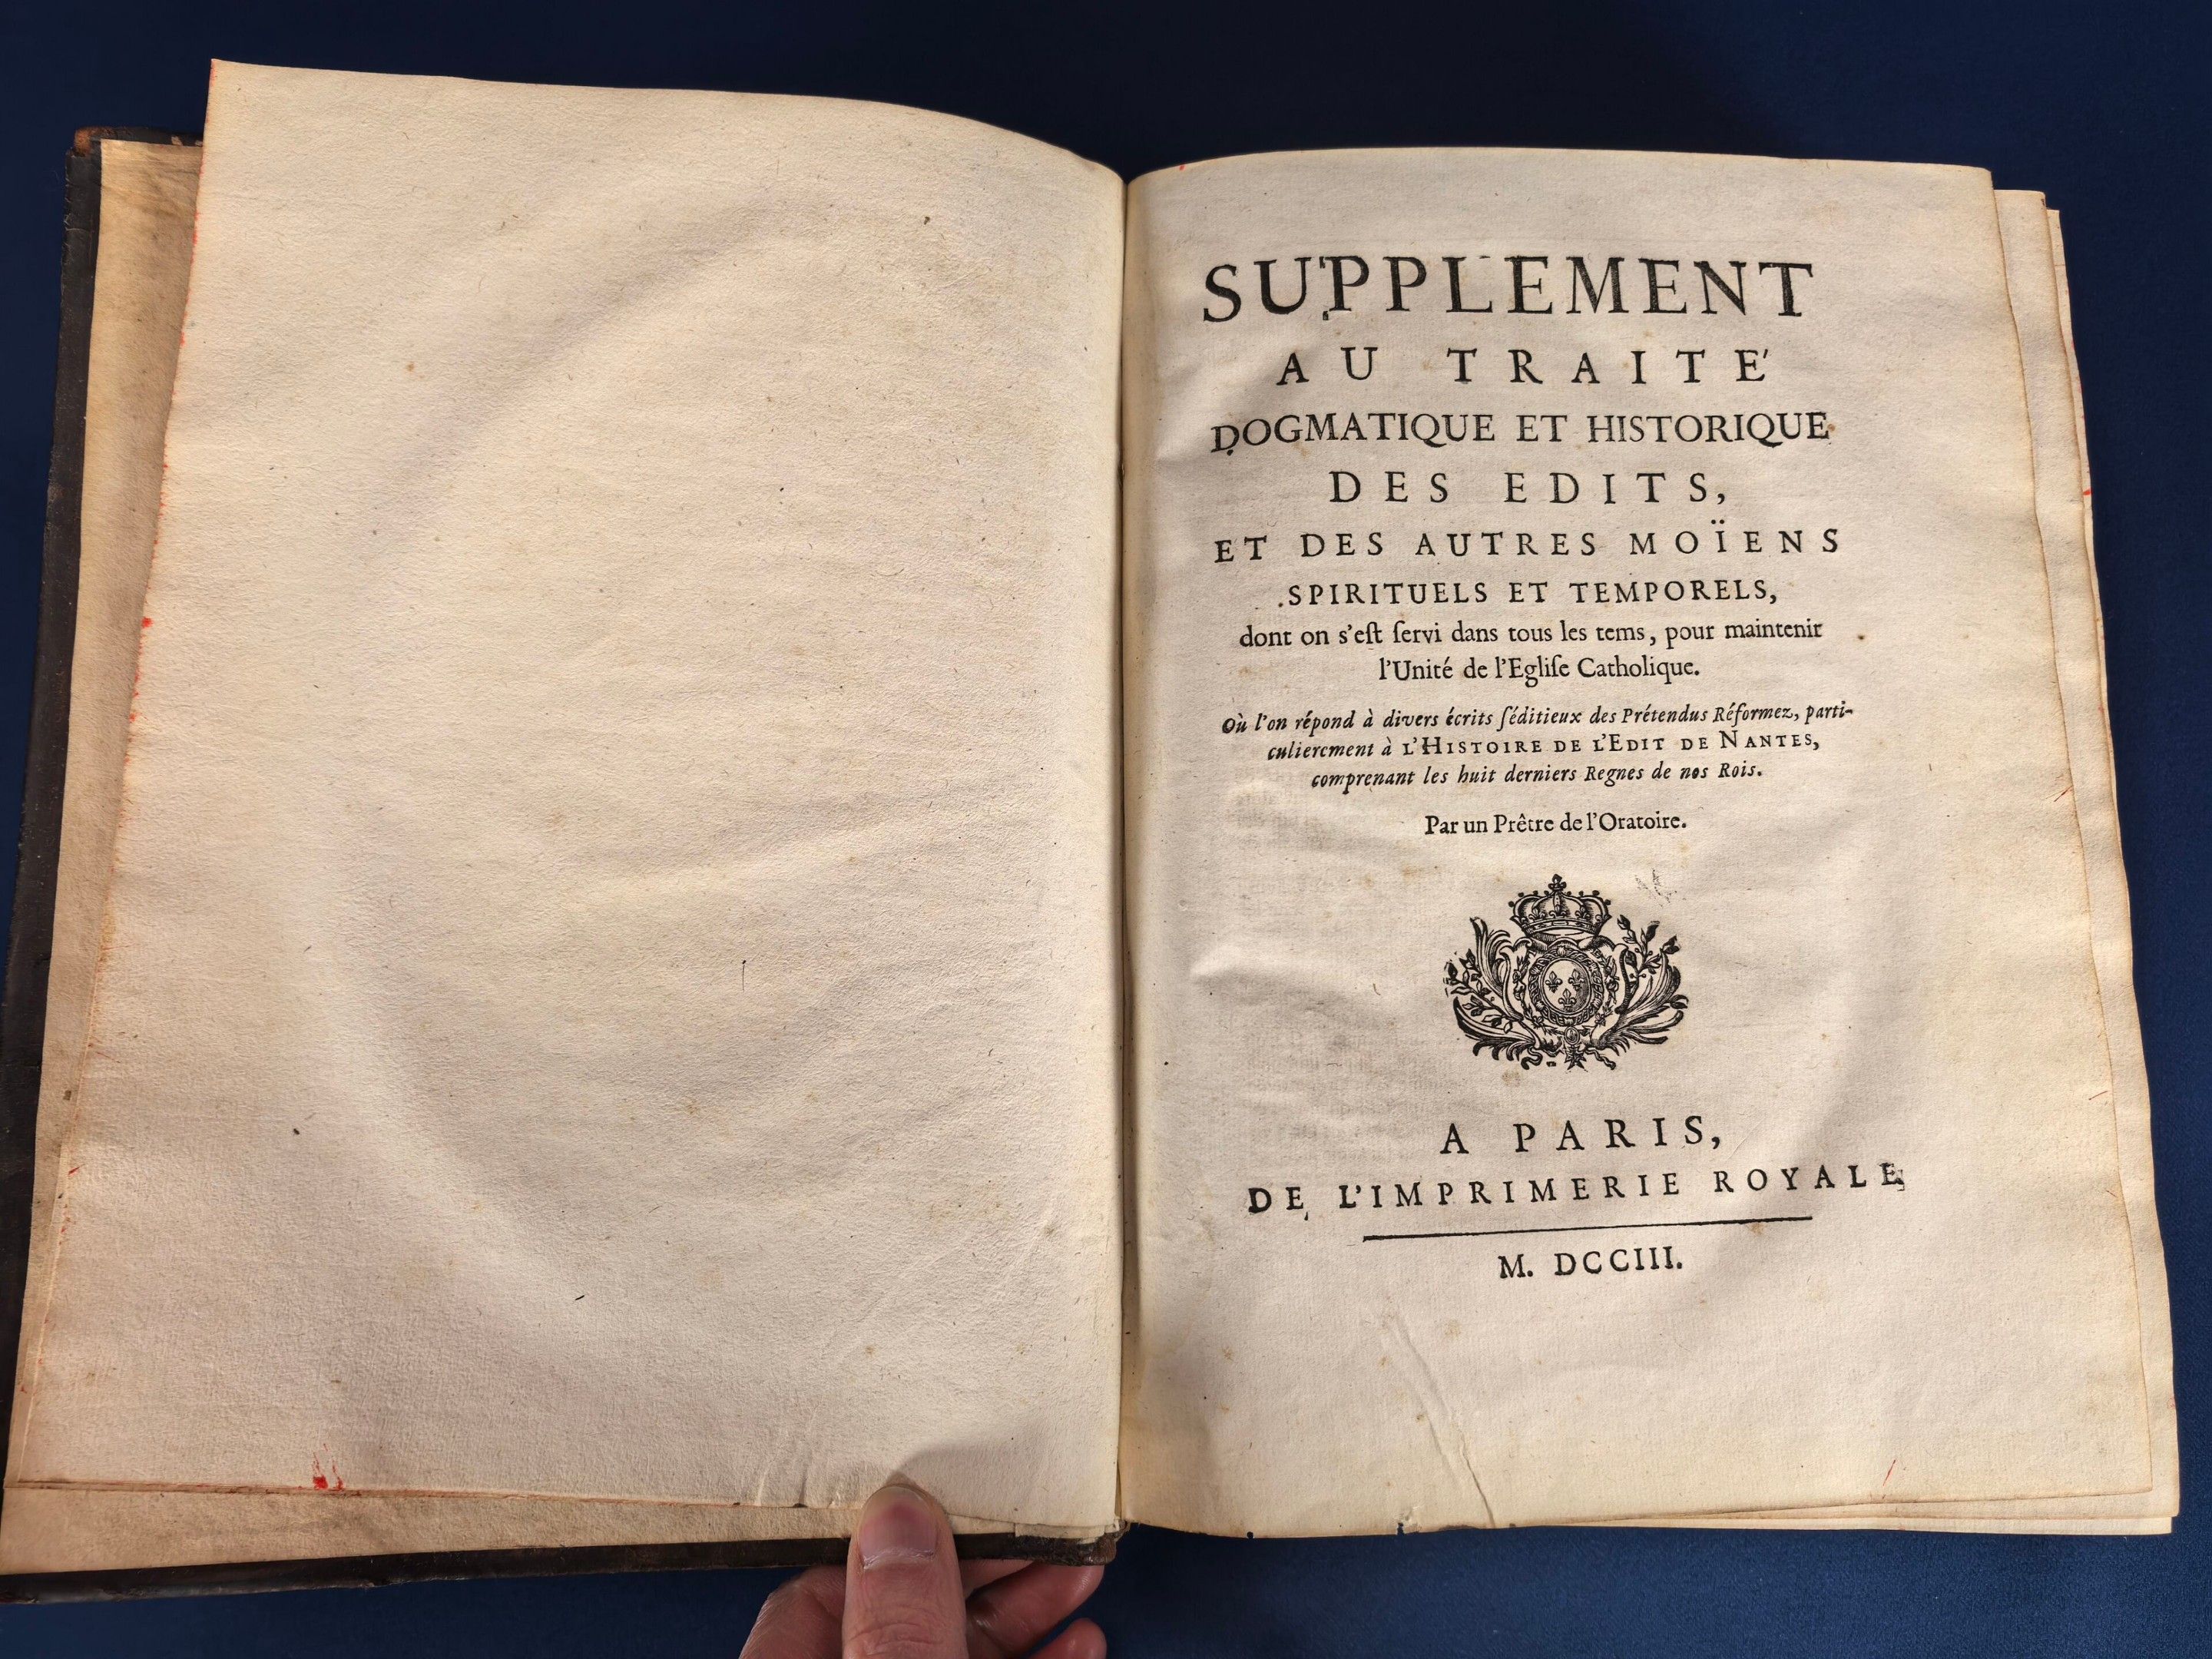 SUPPLEMENT
AU TRAITÉ
DOGMATIQUE ET HISTORIQUE
DES EDITS,
ET DES AUTRES MOÏENS
SPIRITUELS ET TEMPORELS,
dont on s'eſt ſervi dans tous les tems, pour maintenir
l'Unité de l'Egliſe Catholique.
Où l'on répond à divers écrits ſéditieux des Prétendus Réformez, parti-
culierement à L'HISTOIRE DE L'EDIT DE NANTES,
comprenant les huit derniers Regnes de nos Rois.
Par un Prêtre de l'Oratoire.
A PARIS,
DE L'IMPRIMERIE ROYALE,
M. DCCIII.